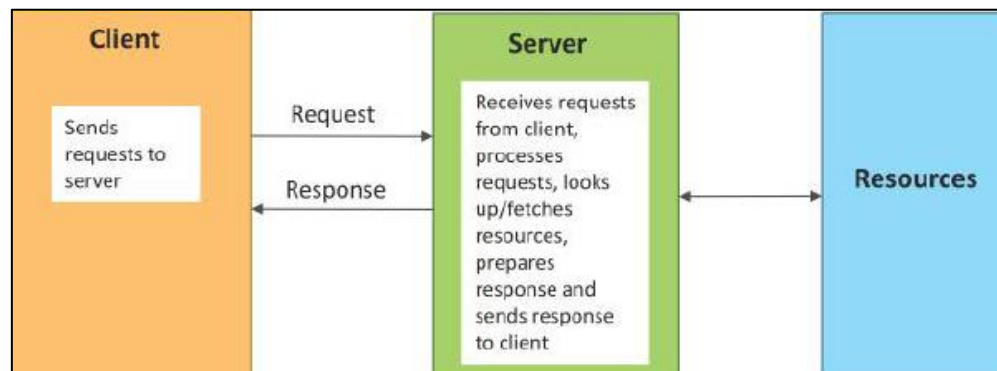 Client
Sends
requests to
server
Request
Response
Server
Receives requests
from client,
processes
requests, looks
up/fetches
resources,
prepares
response and
sends response
to client
Resources